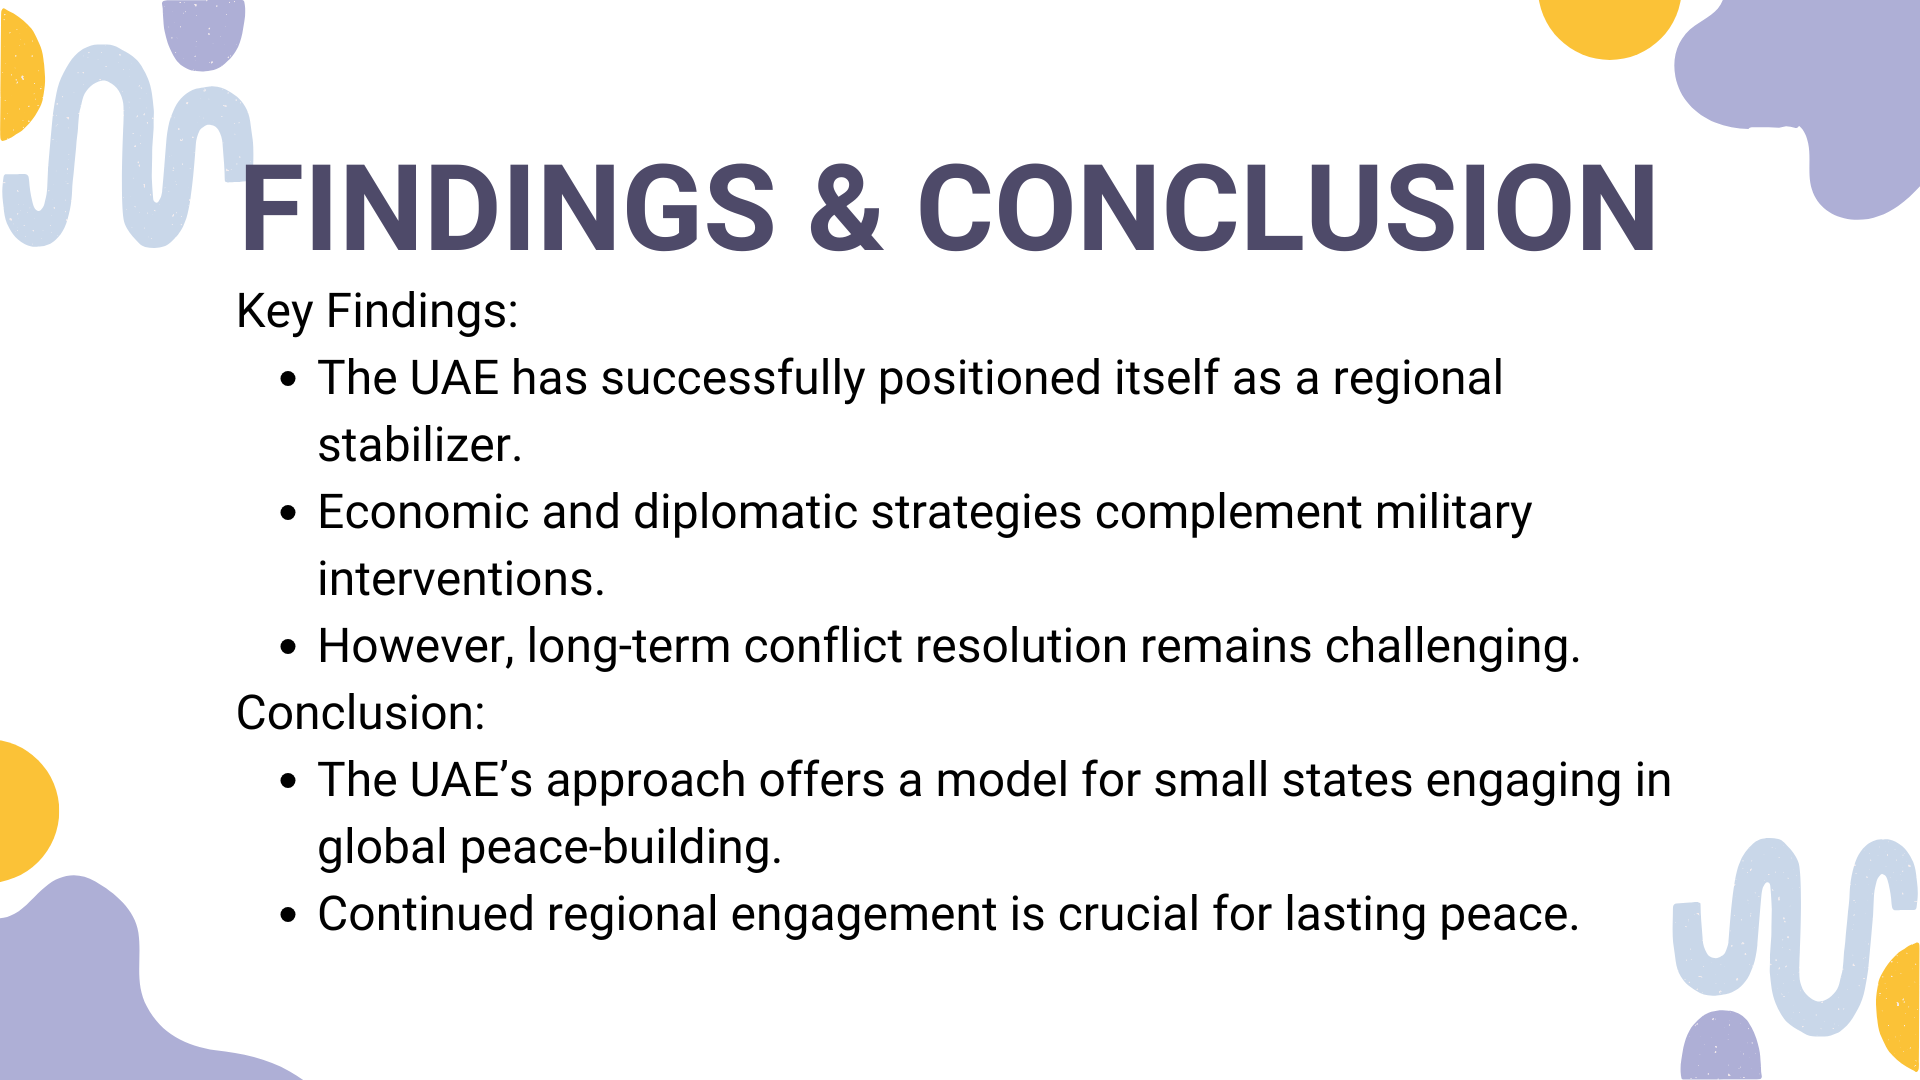 FINDINGS & CONCLUSION
Key Findings:
• The UAE has successfully positioned itself as a regional
stabilizer.
• Economic and diplomatic strategies complement military
interventions.
• However, long-term conflict resolution remains challenging.
Conclusion:
• The UAE’s approach offers a model for small states engaging in
global peace-building.
• Continued regional engagement is crucial for lasting peace.